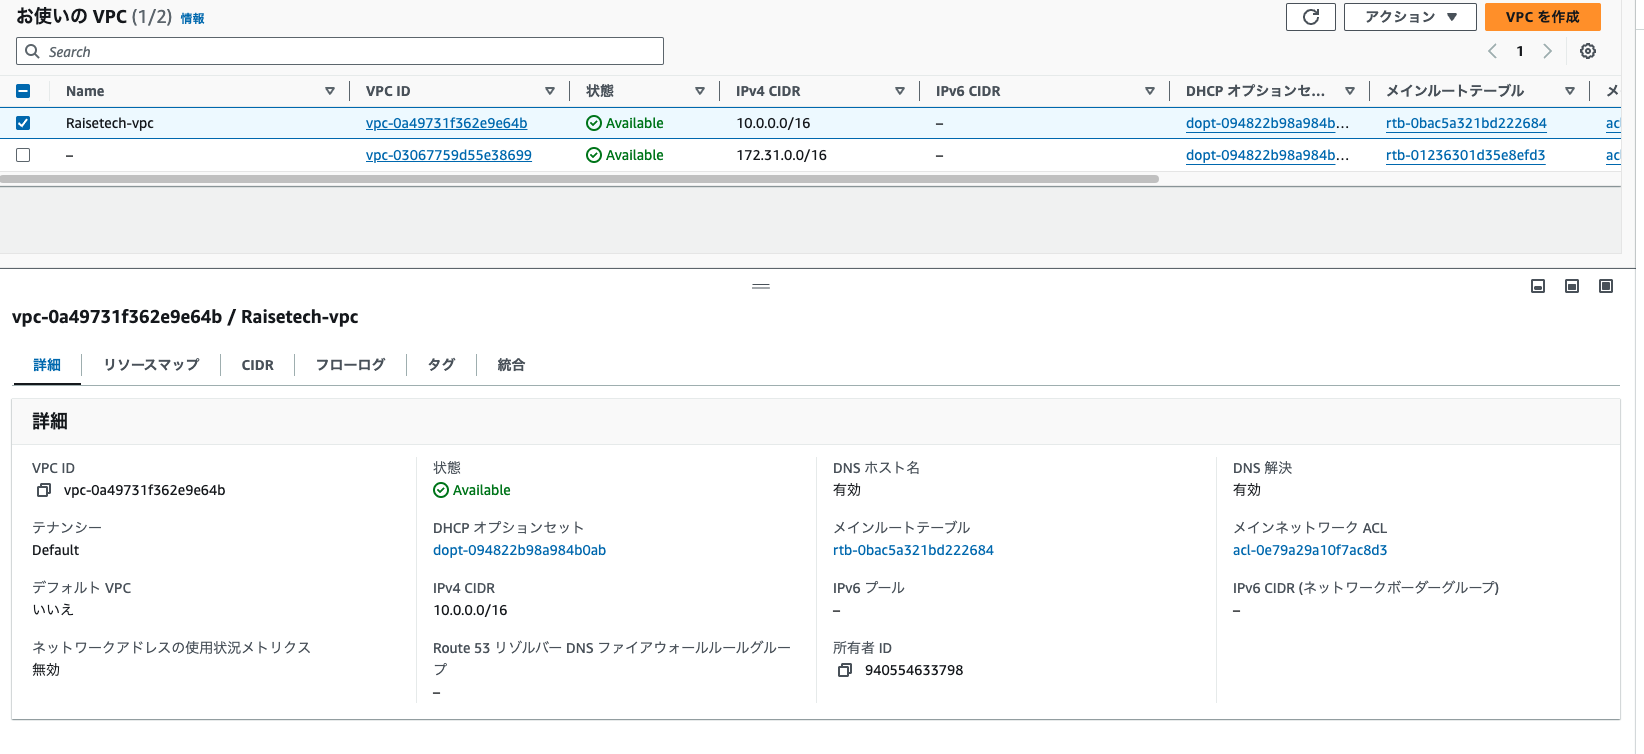 お使いの VPC (1/2) 情報
アクション
VPC を作成
Search
1
Name VPC ID 状態 IPv4 CIDR IPv6 CIDR DHCP オプションセ... メインルートテーブル メ
Raisetech-vpc vpc-0a49731f362e9e64b Available 10.0.0.0/16 – dopt-094822b98a984b... rtb-0bac5a321bd222684 acl
– vpc-03067759d55e38699 Available 172.31.0.0/16 – dopt-094822b98a984b... rtb-01236301d35e8efd3 acl
vpc-0a49731f362e9e64b / Raisetech-vpc
詳細 リソースマップ CIDR フローログ タグ 統合
詳細
VPC ID
vpc-0a49731f362e9e64b
状態
Available
DNS ホスト名
有効
DNS 解決
有効
テナンシー
Default
DHCP オプションセット
dopt-094822b98a984b0ab
メインルートテーブル
rtb-0bac5a321bd222684
メインネットワーク ACL
acl-0e79a29a10f7ac8d3
デフォルト VPC
いいえ
IPv4 CIDR
10.0.0.0/16
IPv6 プール
–
IPv6 CIDR (ネットワークボーダーグループ)
–
ネットワークアドレスの使用状況メトリクス
無効
Route 53 リゾルバー DNS ファイアウォールルールグルー
プ
–
所有者 ID
940554633798